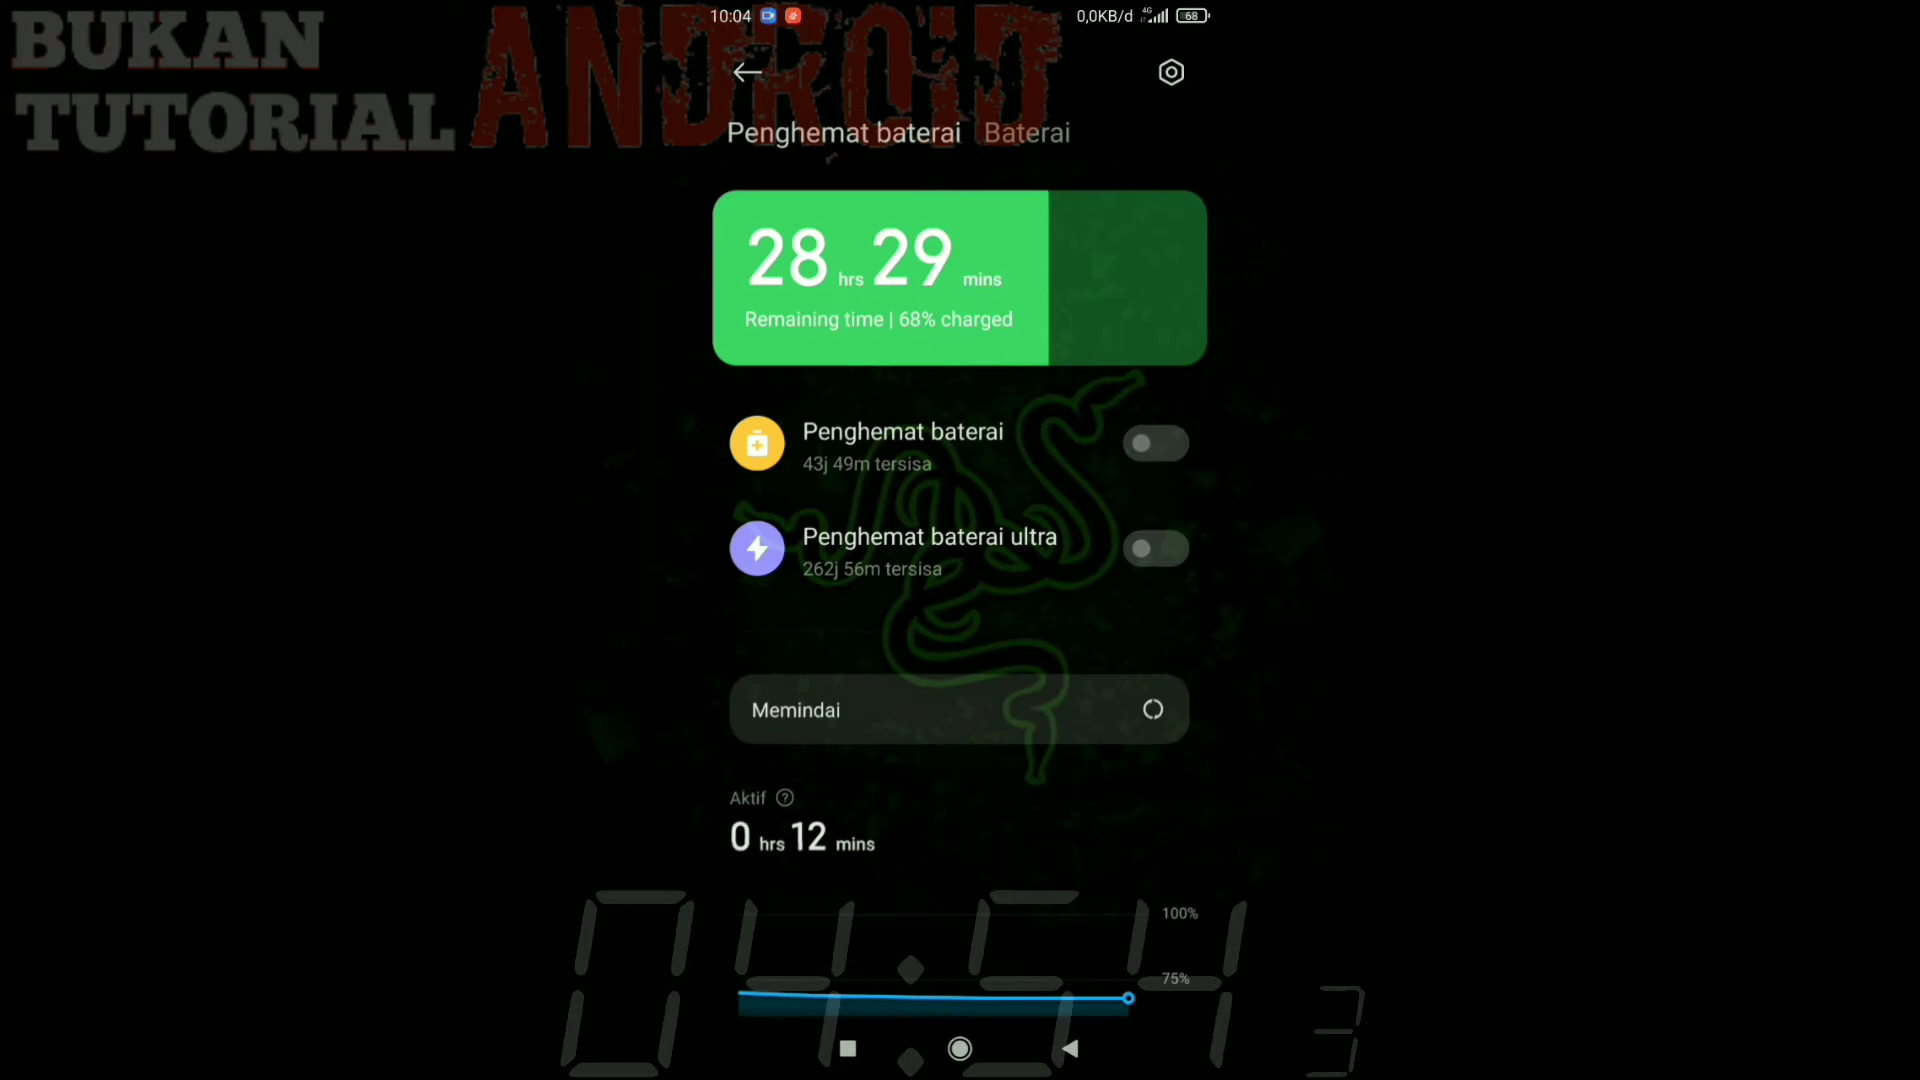 BUKAN
TUTORIAL
ANDROID
10:04
0,0KB/d 4G 68
Penghemat baterai Baterai
28 hrs 29 mins
Remaining time | 68% charged
Penghemat baterai
43j 49m tersisa
Penghemat baterai ultra
262j 56m tersisa
Memindai
Aktif ?
0 hrs 12 mins
100%
75%